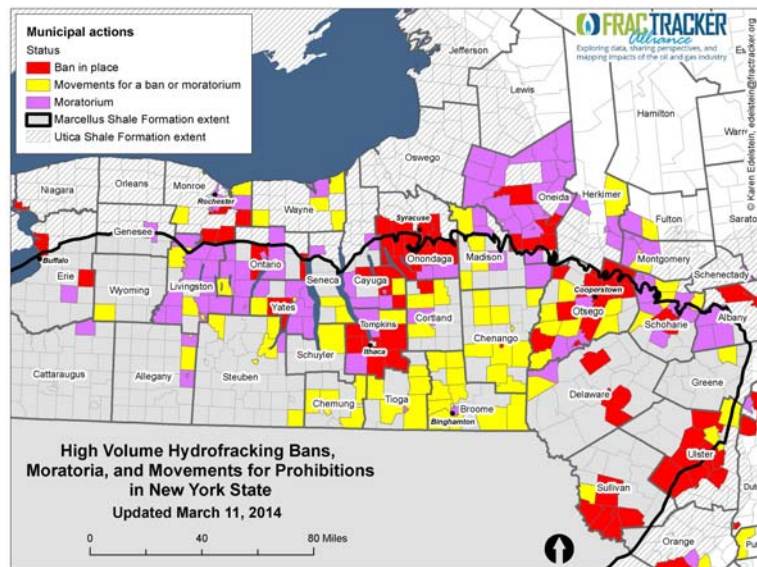 Municipal actions
Status
Ban in place
Movements for a ban or moratorium
Moratorium
Marcellus Shale Formation extent
Utica Shale Formation extent
FRACTRACKER
Alliance
Exploring data, sharing perspectives, and
mapping impacts of the oil and gas industry
© Karen Edelstein, edelstein@fractracker.org
Jefferson
Lewis
Hamilton
Warre
Oswego
Niagara
Orleans
Monroe
Rochester
Wayne
Oneida
Herkimer
Fulton
Sarato
Syracuse
Genesee
Buffalo
Erie
Wyoming
Livingston
Ontario
Seneca
Cayuga
Onondaga
Madison
Montgomery
Schenectady
Yates
Cooperstown
Otsego
Schoharie
Albany
Tompkins
Cortland
Chenango
Ithaca
Schuyler
Cattaraugus
Allegany
Steuben
Chemung
Tioga
Broome
Binghamton
Delaware
Greene
Ulster
Sullivan
Dut
Orange
Pu
High Volume Hydrofracking Bans,
Moratoria, and Movements for Prohibitions
in New York State
Updated March 11, 2014
0 40 80 Miles